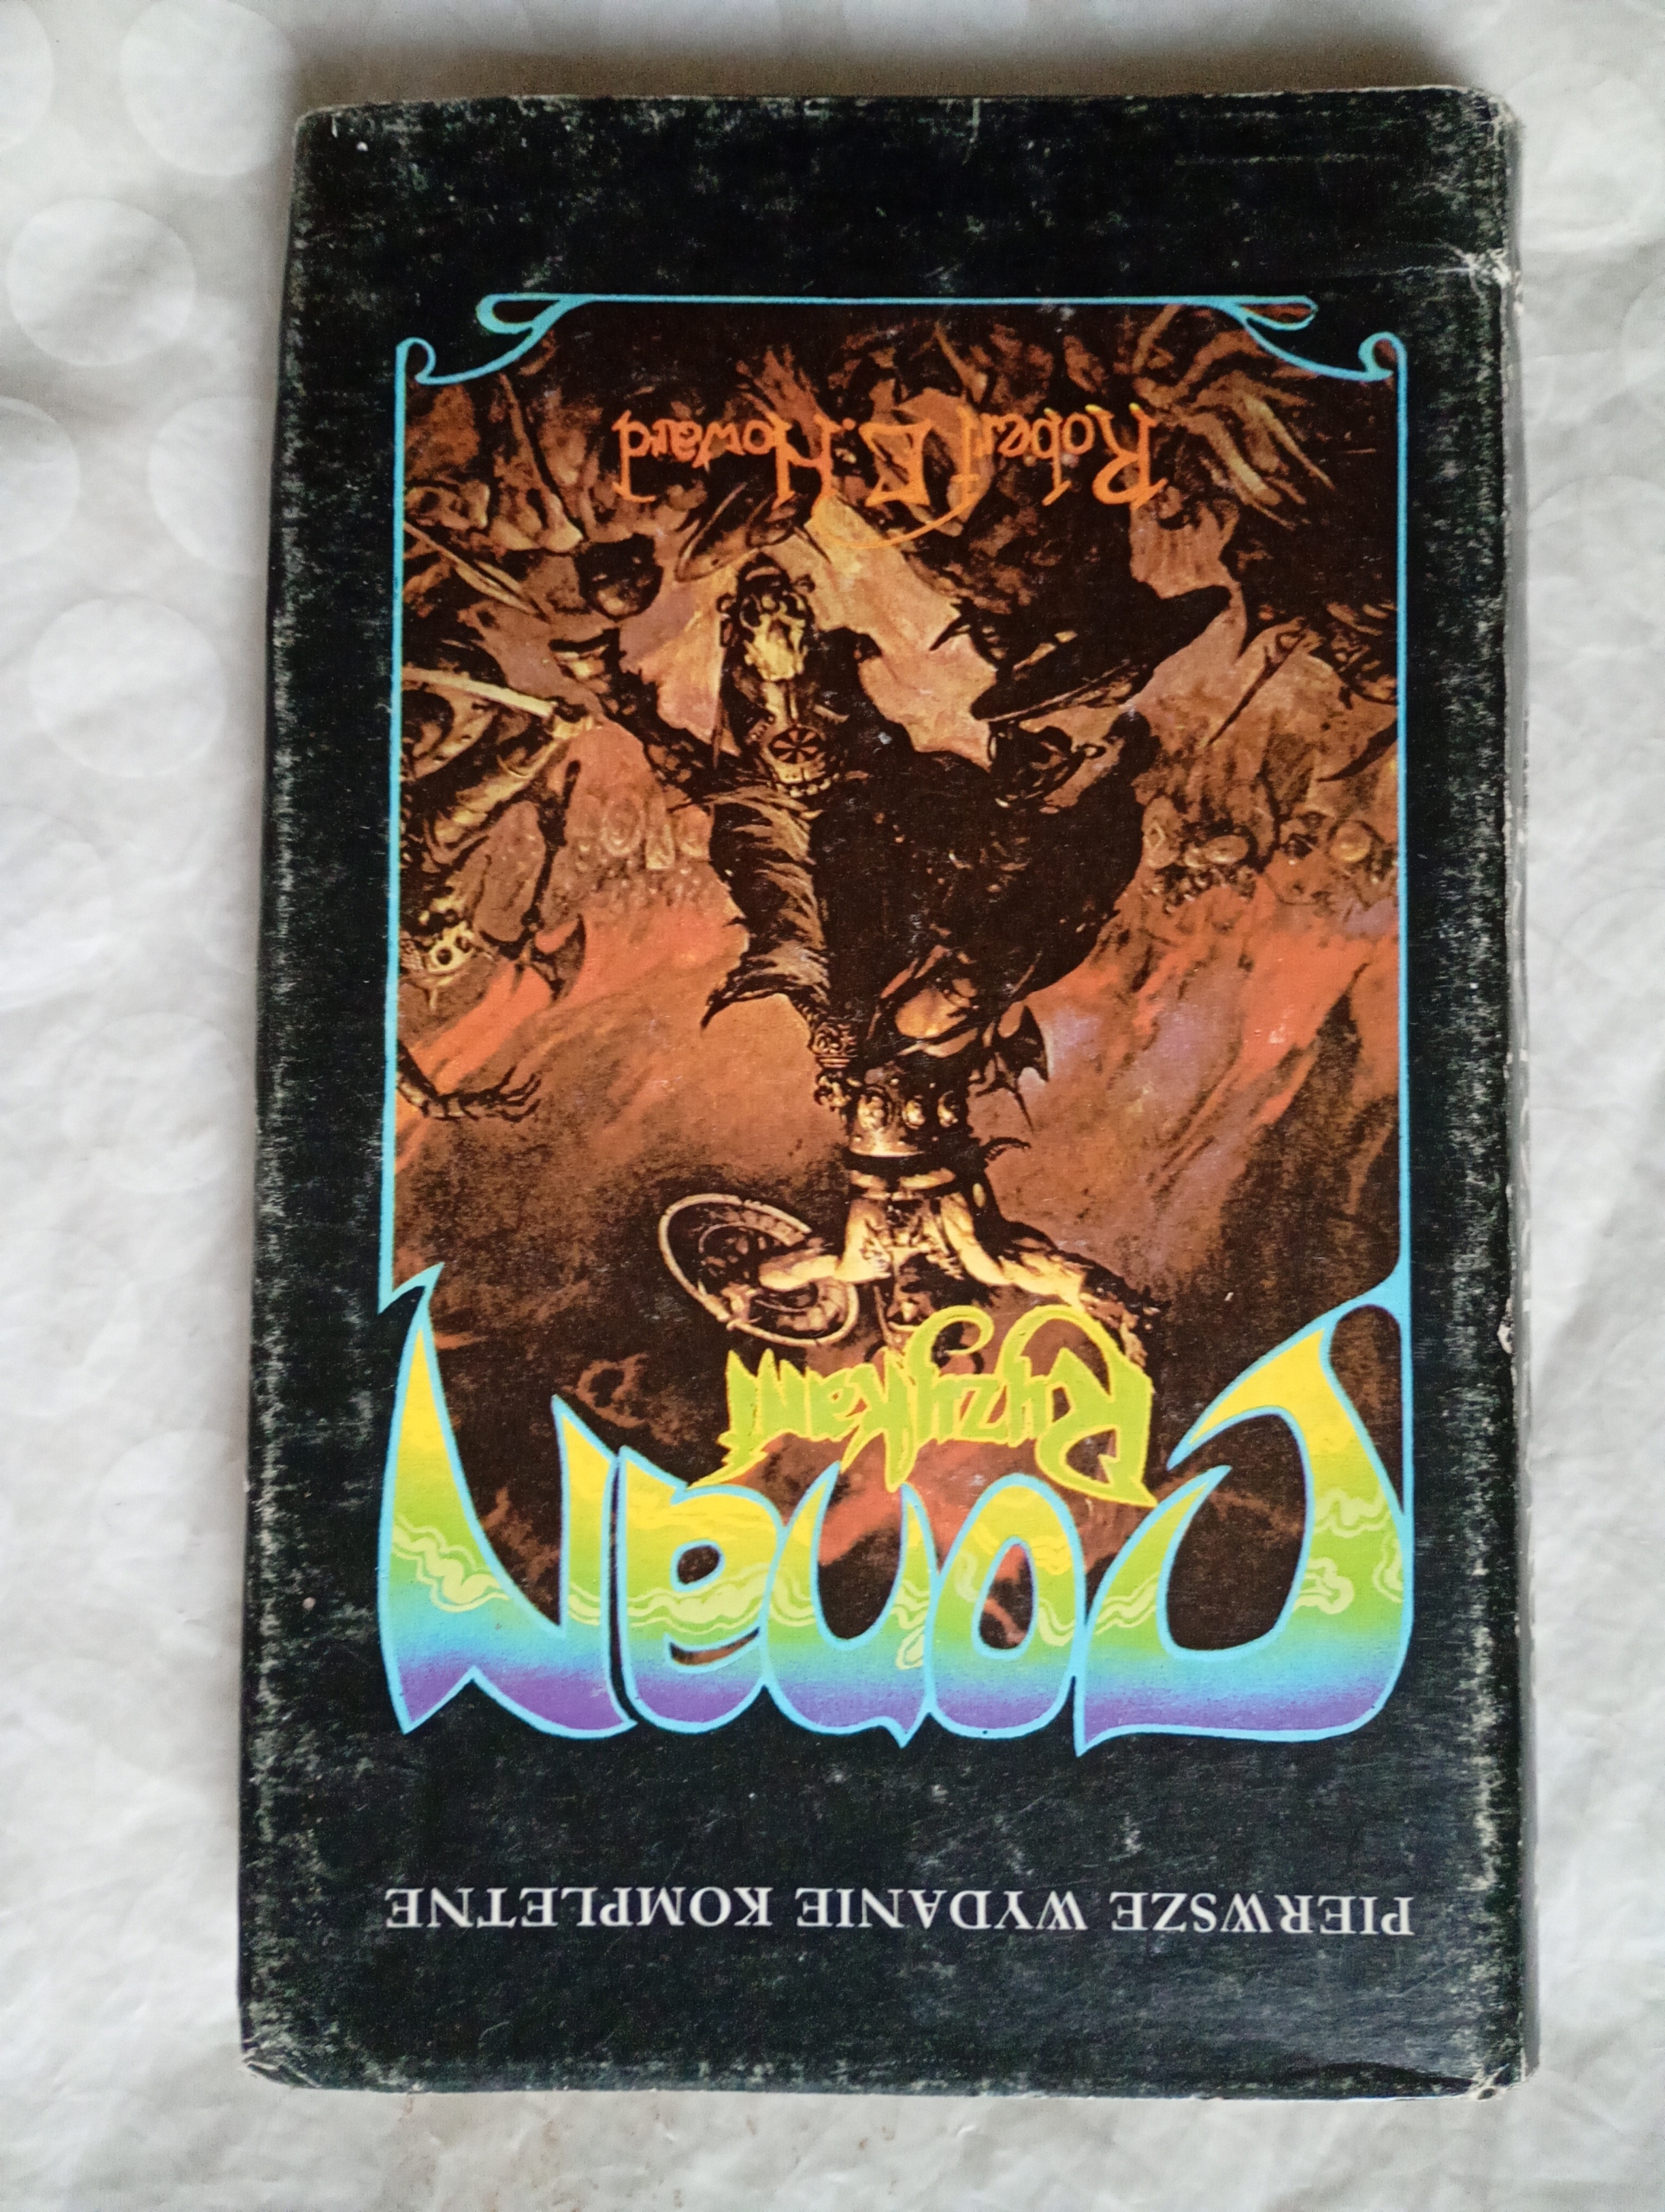 PIERWSZE WYDANIE KOMPLETNE
Conan
Ryzykant
Robert E. Howard